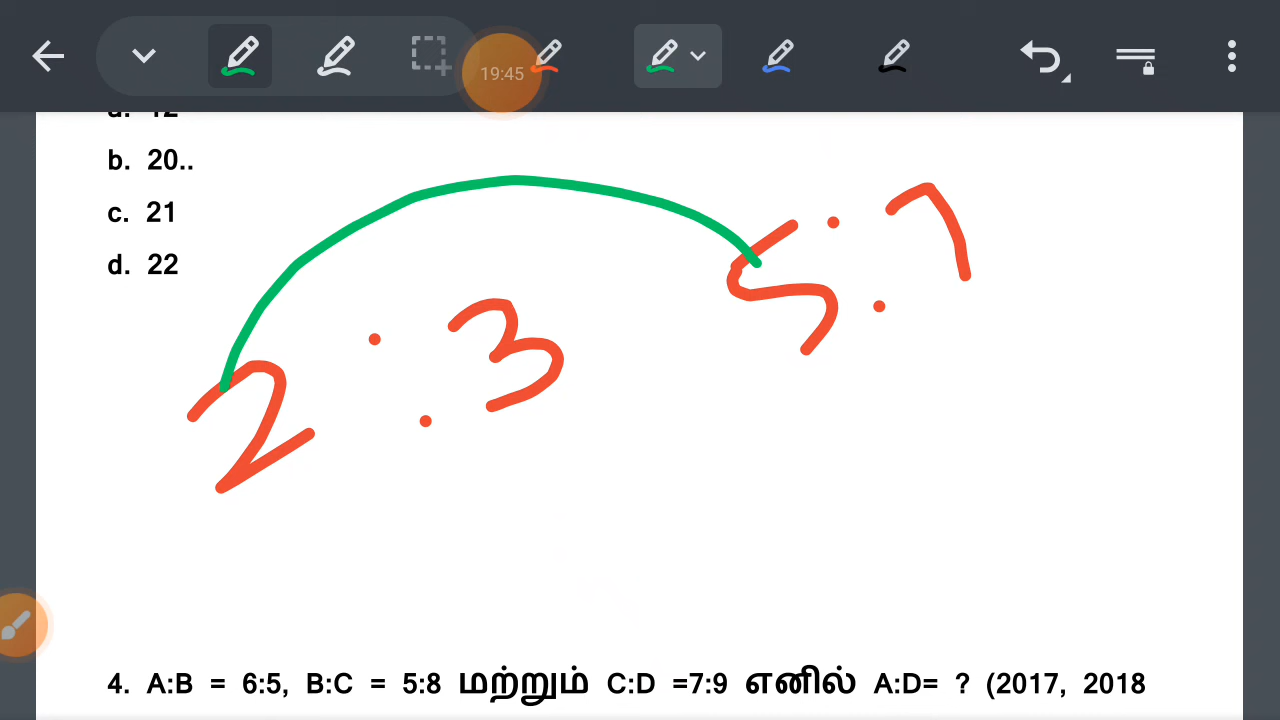 19:45
b. 20..
c. 21
d. 22
2 : 3 5 : 7
4. A:B = 6:5, B:C = 5:8 மற்றும் C:D =7:9 எனில் A:D= ? (2017, 2018